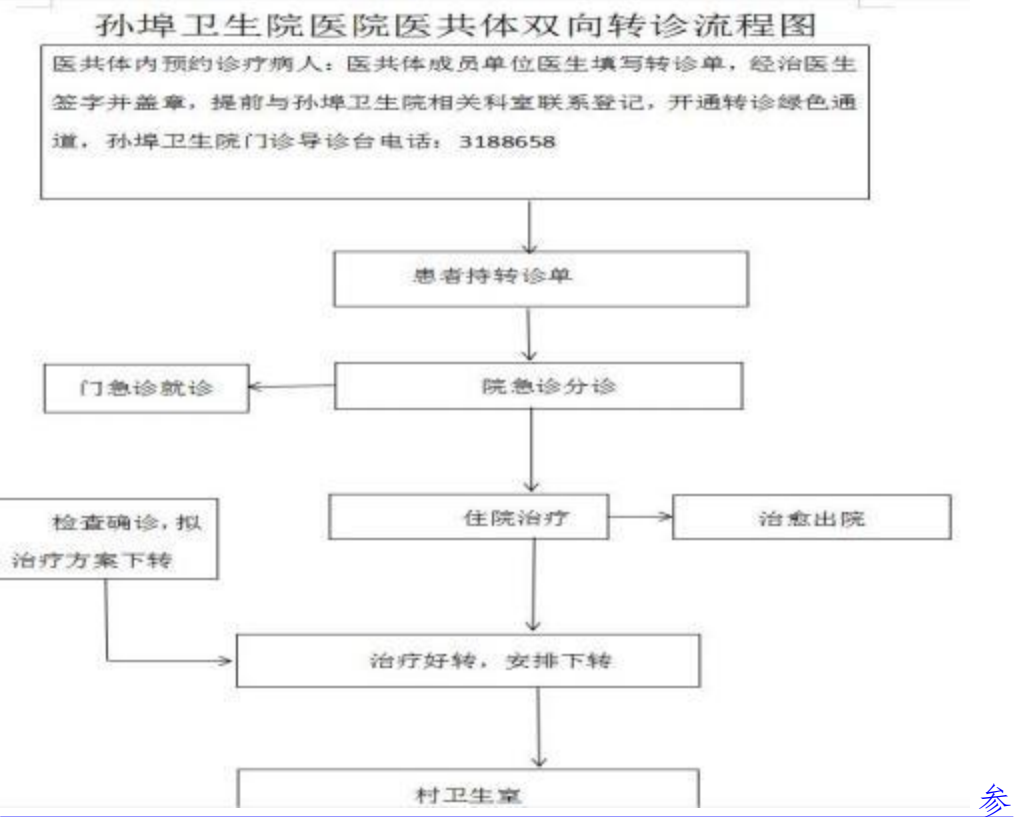 孙埠卫生院医院医共体双向转诊流程图
医共体内预约诊疗病人：医共体成员单位医生填写转诊单，经治医生
签字并盖章，提前与孙埠卫生院相关科室联系登记，开通转诊绿色通
道，孙埠卫生院门诊导诊台电话：3188658
患者持转诊单
门急诊就诊
院急诊分诊
检查确诊，拟
治疗方案下转
住院治疗
治愈出院
治疗好转，安排下转
村卫生室
参